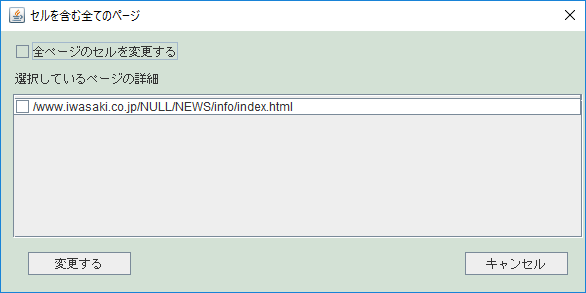 セルを含む全てのページ
全ページのセルを変更する
選択しているページの詳細
/www.iwasaki.co.jp/NULL/NEWS/info/index.html
変更する
キャンセル